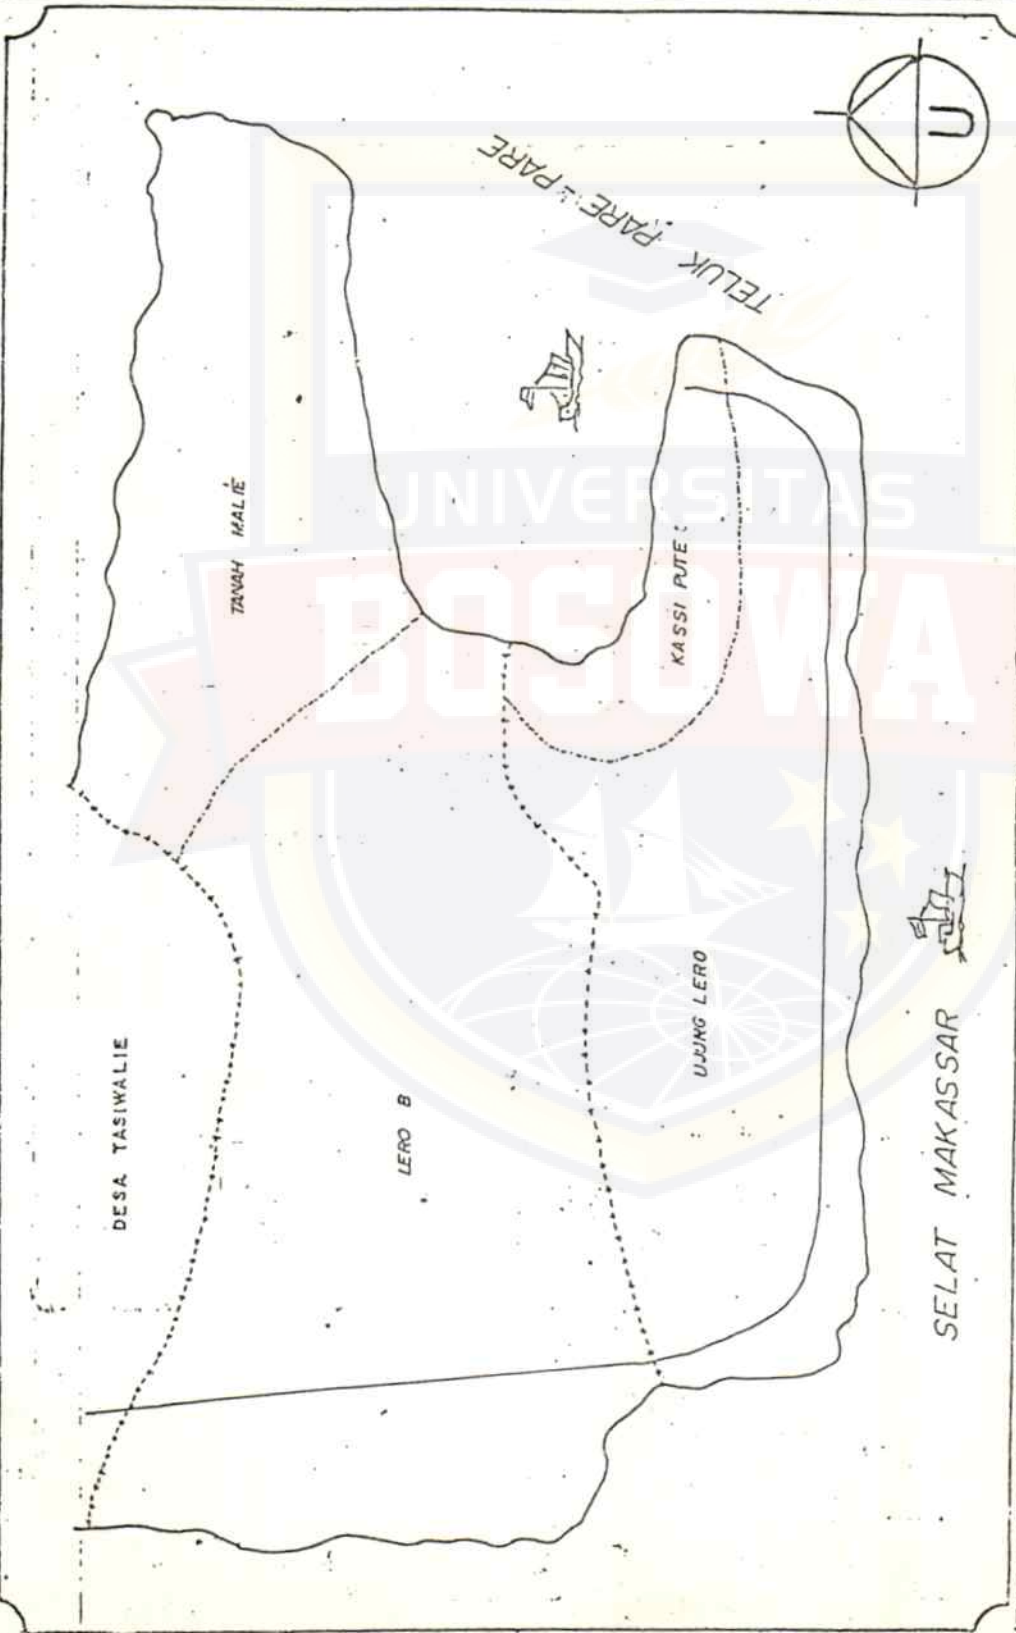 U
TELUK PARE-PARE
TANAH MALIE
KASSI PUTE
UNIVERSITAS
BOSOWA
DESA TASIWALIE
LERO B
UJUNG LERO
SELAT MAKASSAR